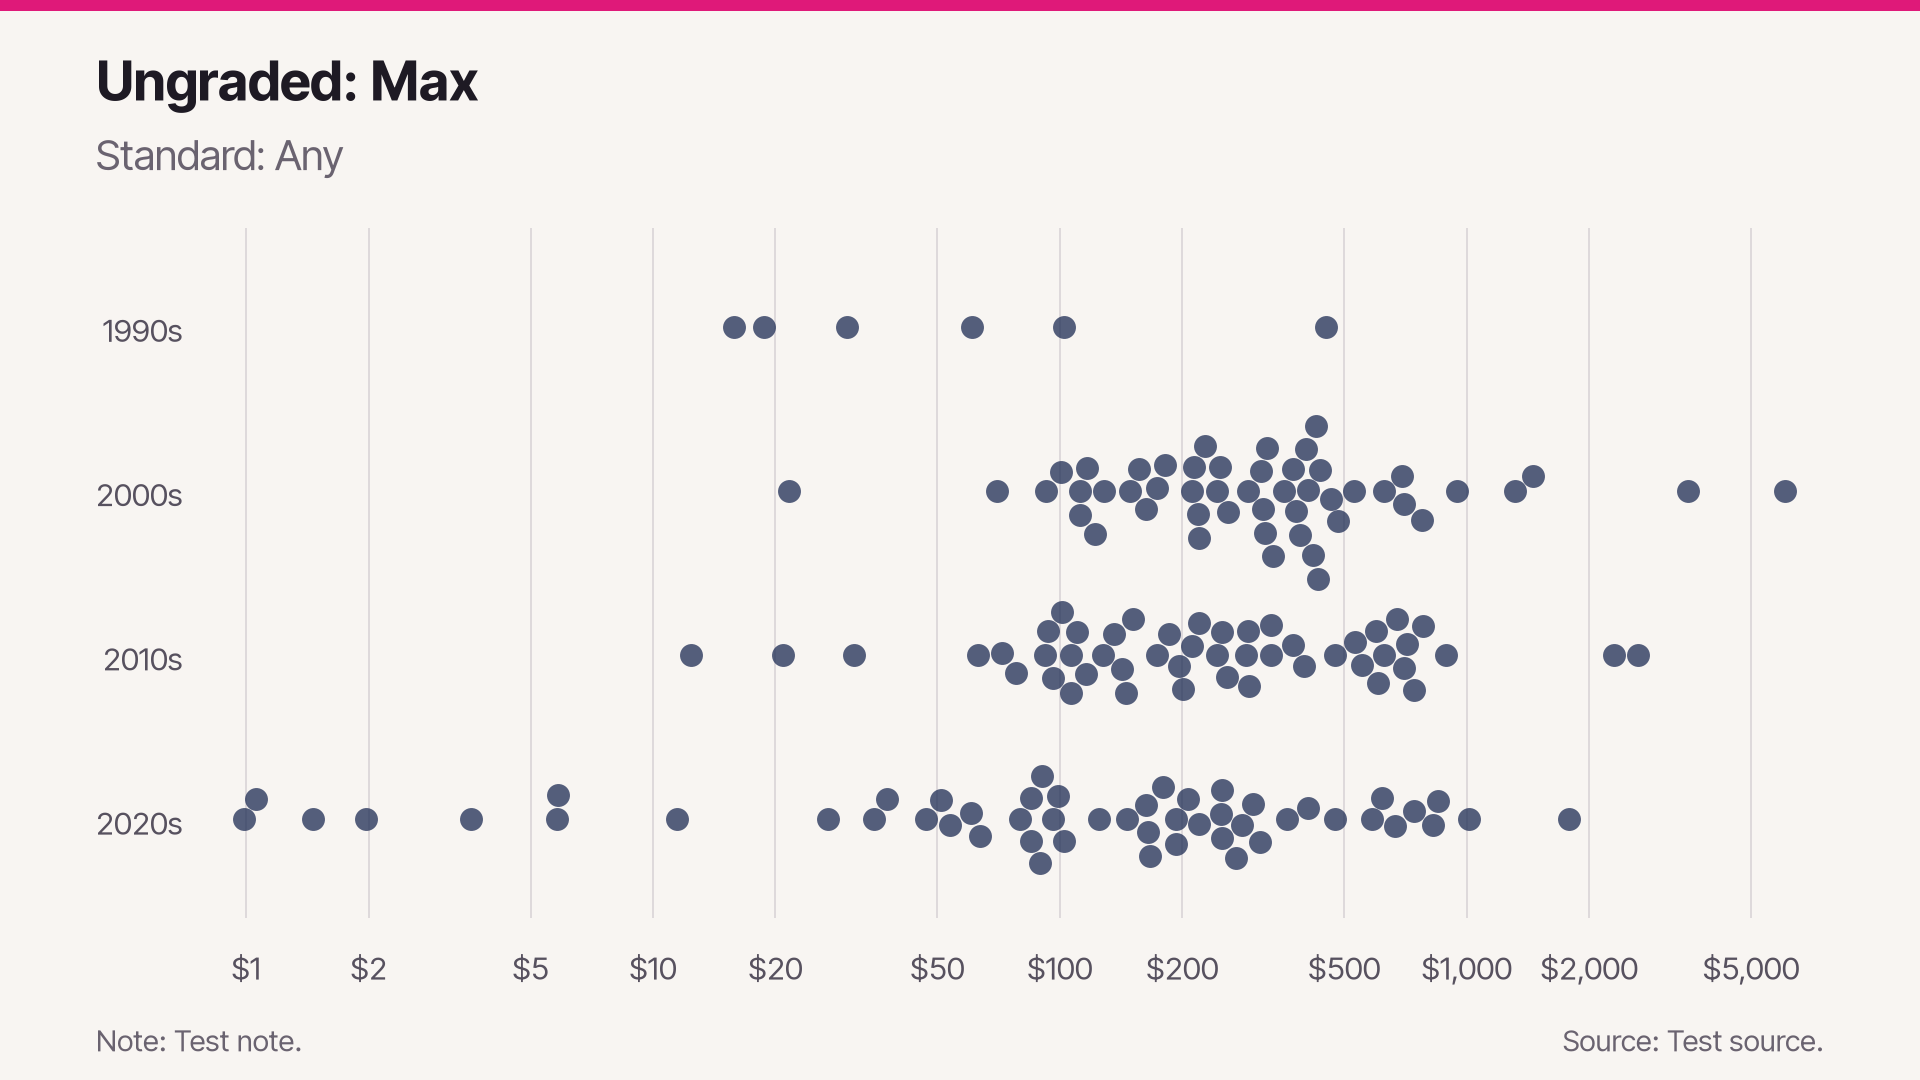 Ungraded: Max
Standard: Any
1990s
2000s
2010s
2020s
$1 $2 $5 $10 $20 $50 $100 $200 $500 $1,000 $2,000 $5,000
Note: Test note.
Source: Test source.